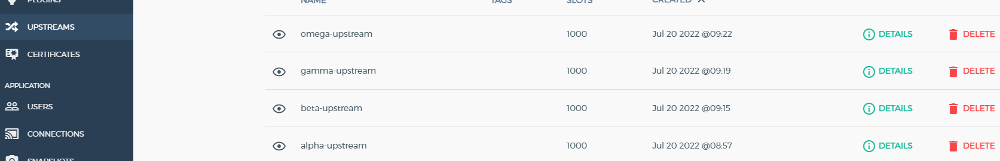 PLUGINS
UPSTREAMS
CERTIFICATES
APPLICATION
USERS
CONNECTIONS
SNAPSHOTS
NAME TAGS SLOTS CREATED
omega-upstream 1000 Jul 20 2022 @09:22 DETAILS DELETE
gamma-upstream 1000 Jul 20 2022 @09:19 DETAILS DELETE
beta-upstream 1000 Jul 20 2022 @09:15 DETAILS DELETE
alpha-upstream 1000 Jul 20 2022 @08:57 DETAILS DELETE